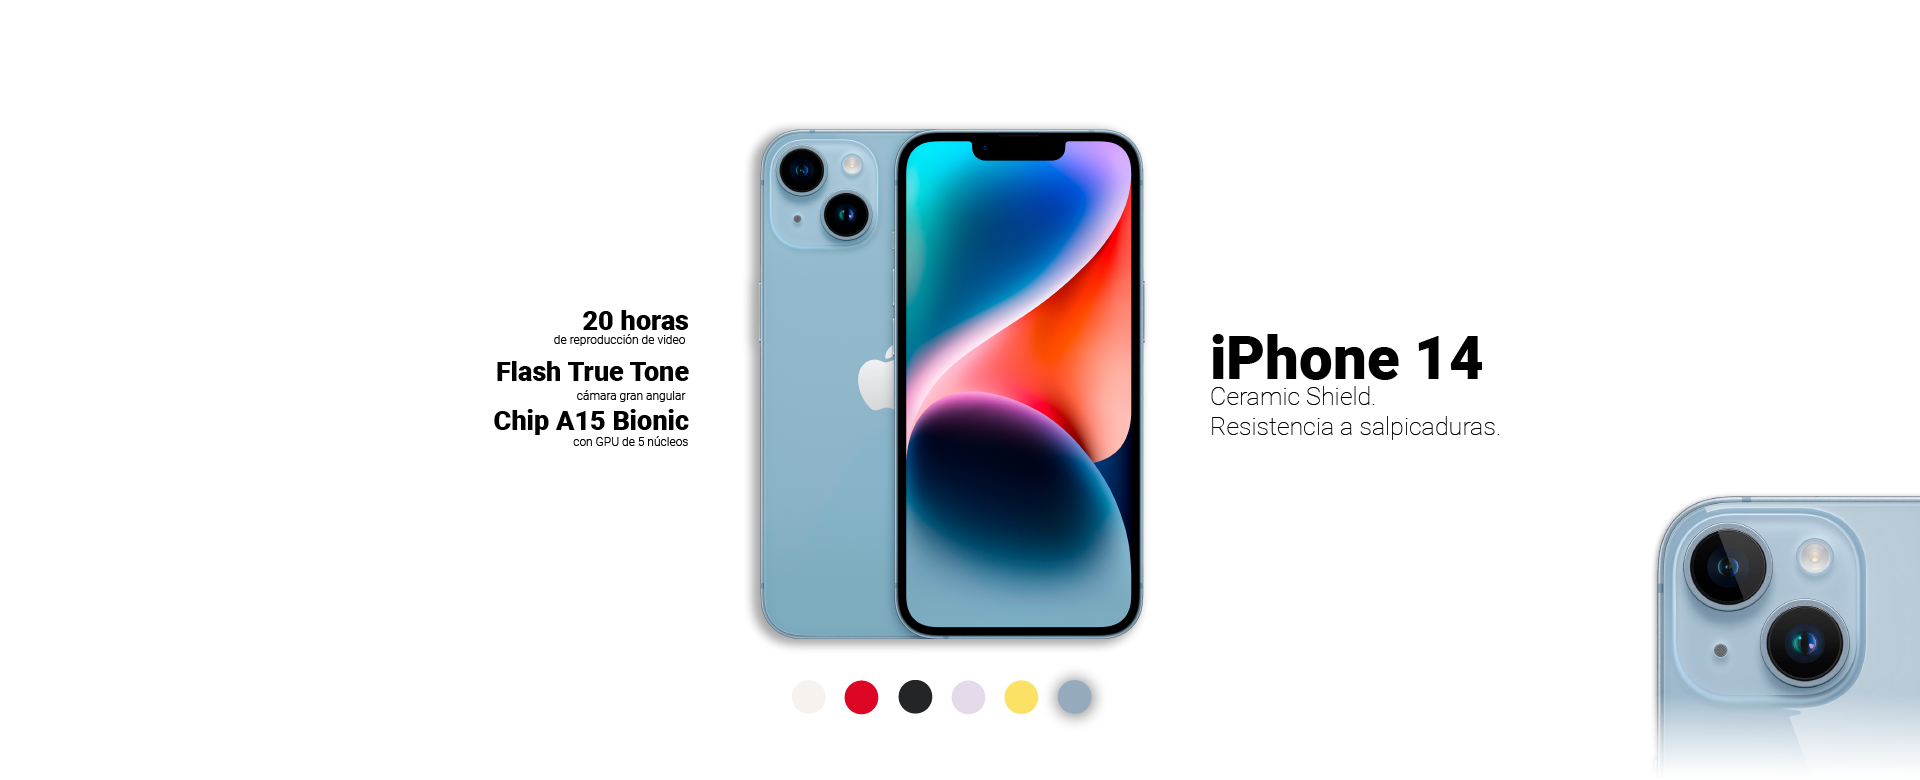 20 horas
de reproducción de video
Flash True Tone
cámara gran angular
Chip A15 Bionic
con GPU de 5 núcleos
iPhone 14
Ceramic Shield.
Resistencia a salpicaduras.